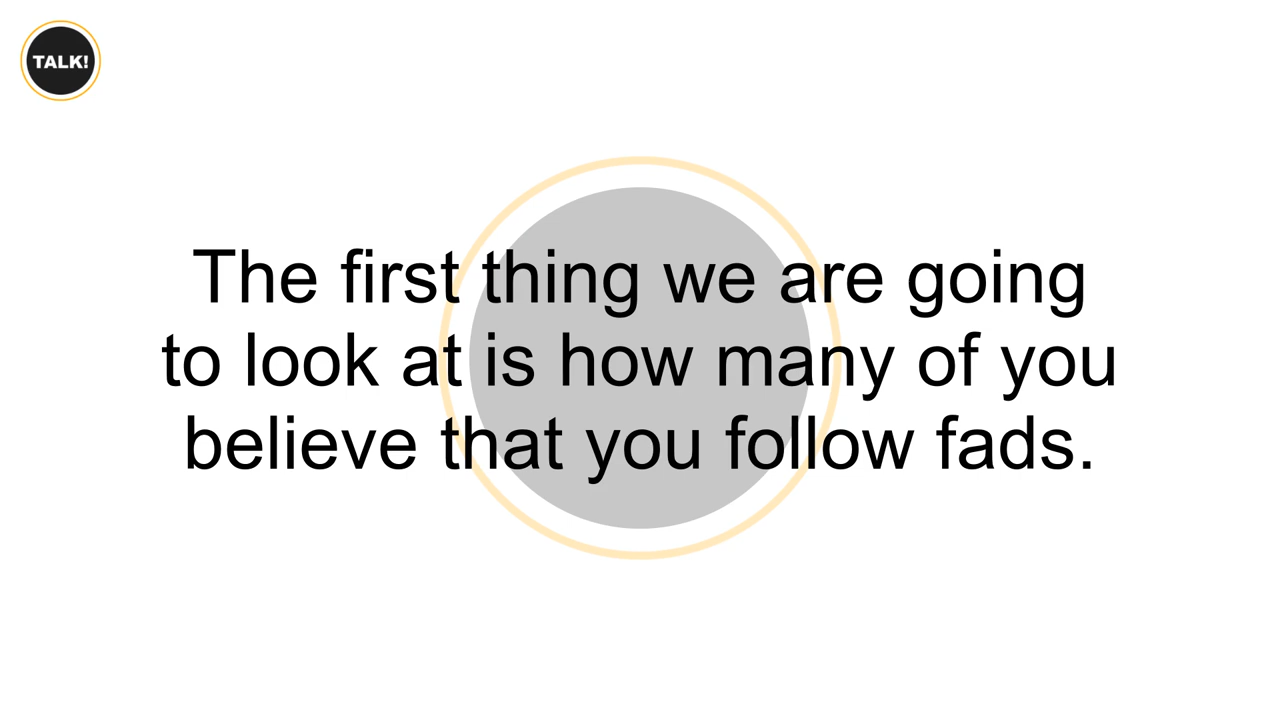 TALK!
The first thing we are going
to look at is how many of you
believe that you follow fads.